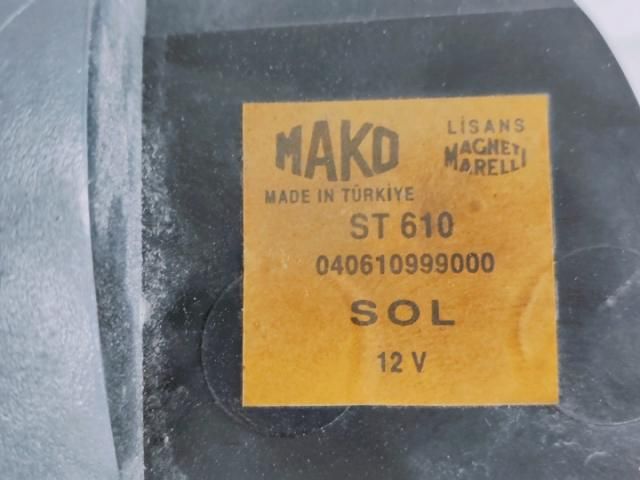 MAKO
LİSANS
MAGNETI
MARELLI
MADE IN TÜRKİYE
ST 610
040610999000
SOL
12 V